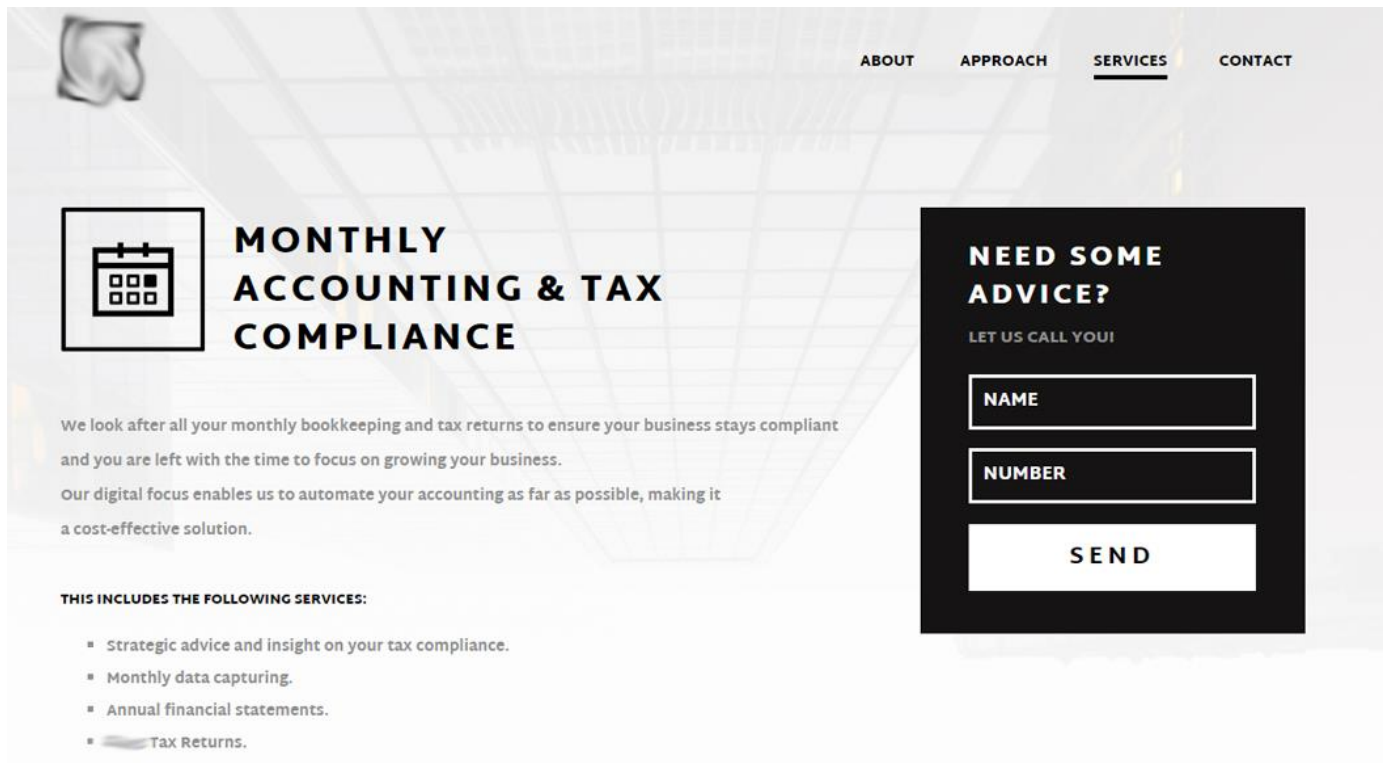 ABOUT APPROACH SERVICES CONTACT
MONTHLY
ACCOUNTING & TAX
COMPLIANCE
We look after all your monthly bookkeeping and tax returns to ensure your business stays compliant
and you are left with the time to focus on growing your business.
Our digital focus enables us to automate your accounting as far as possible, making it
a cost-effective solution.
THIS INCLUDES THE FOLLOWING SERVICES:
Strategic advice and insight on your tax compliance.
Monthly data capturing.
Annual financial statements.
Tax Returns.
NEED SOME
ADVICE?
LET US CALL YOU!
NAME
NUMBER
SEND